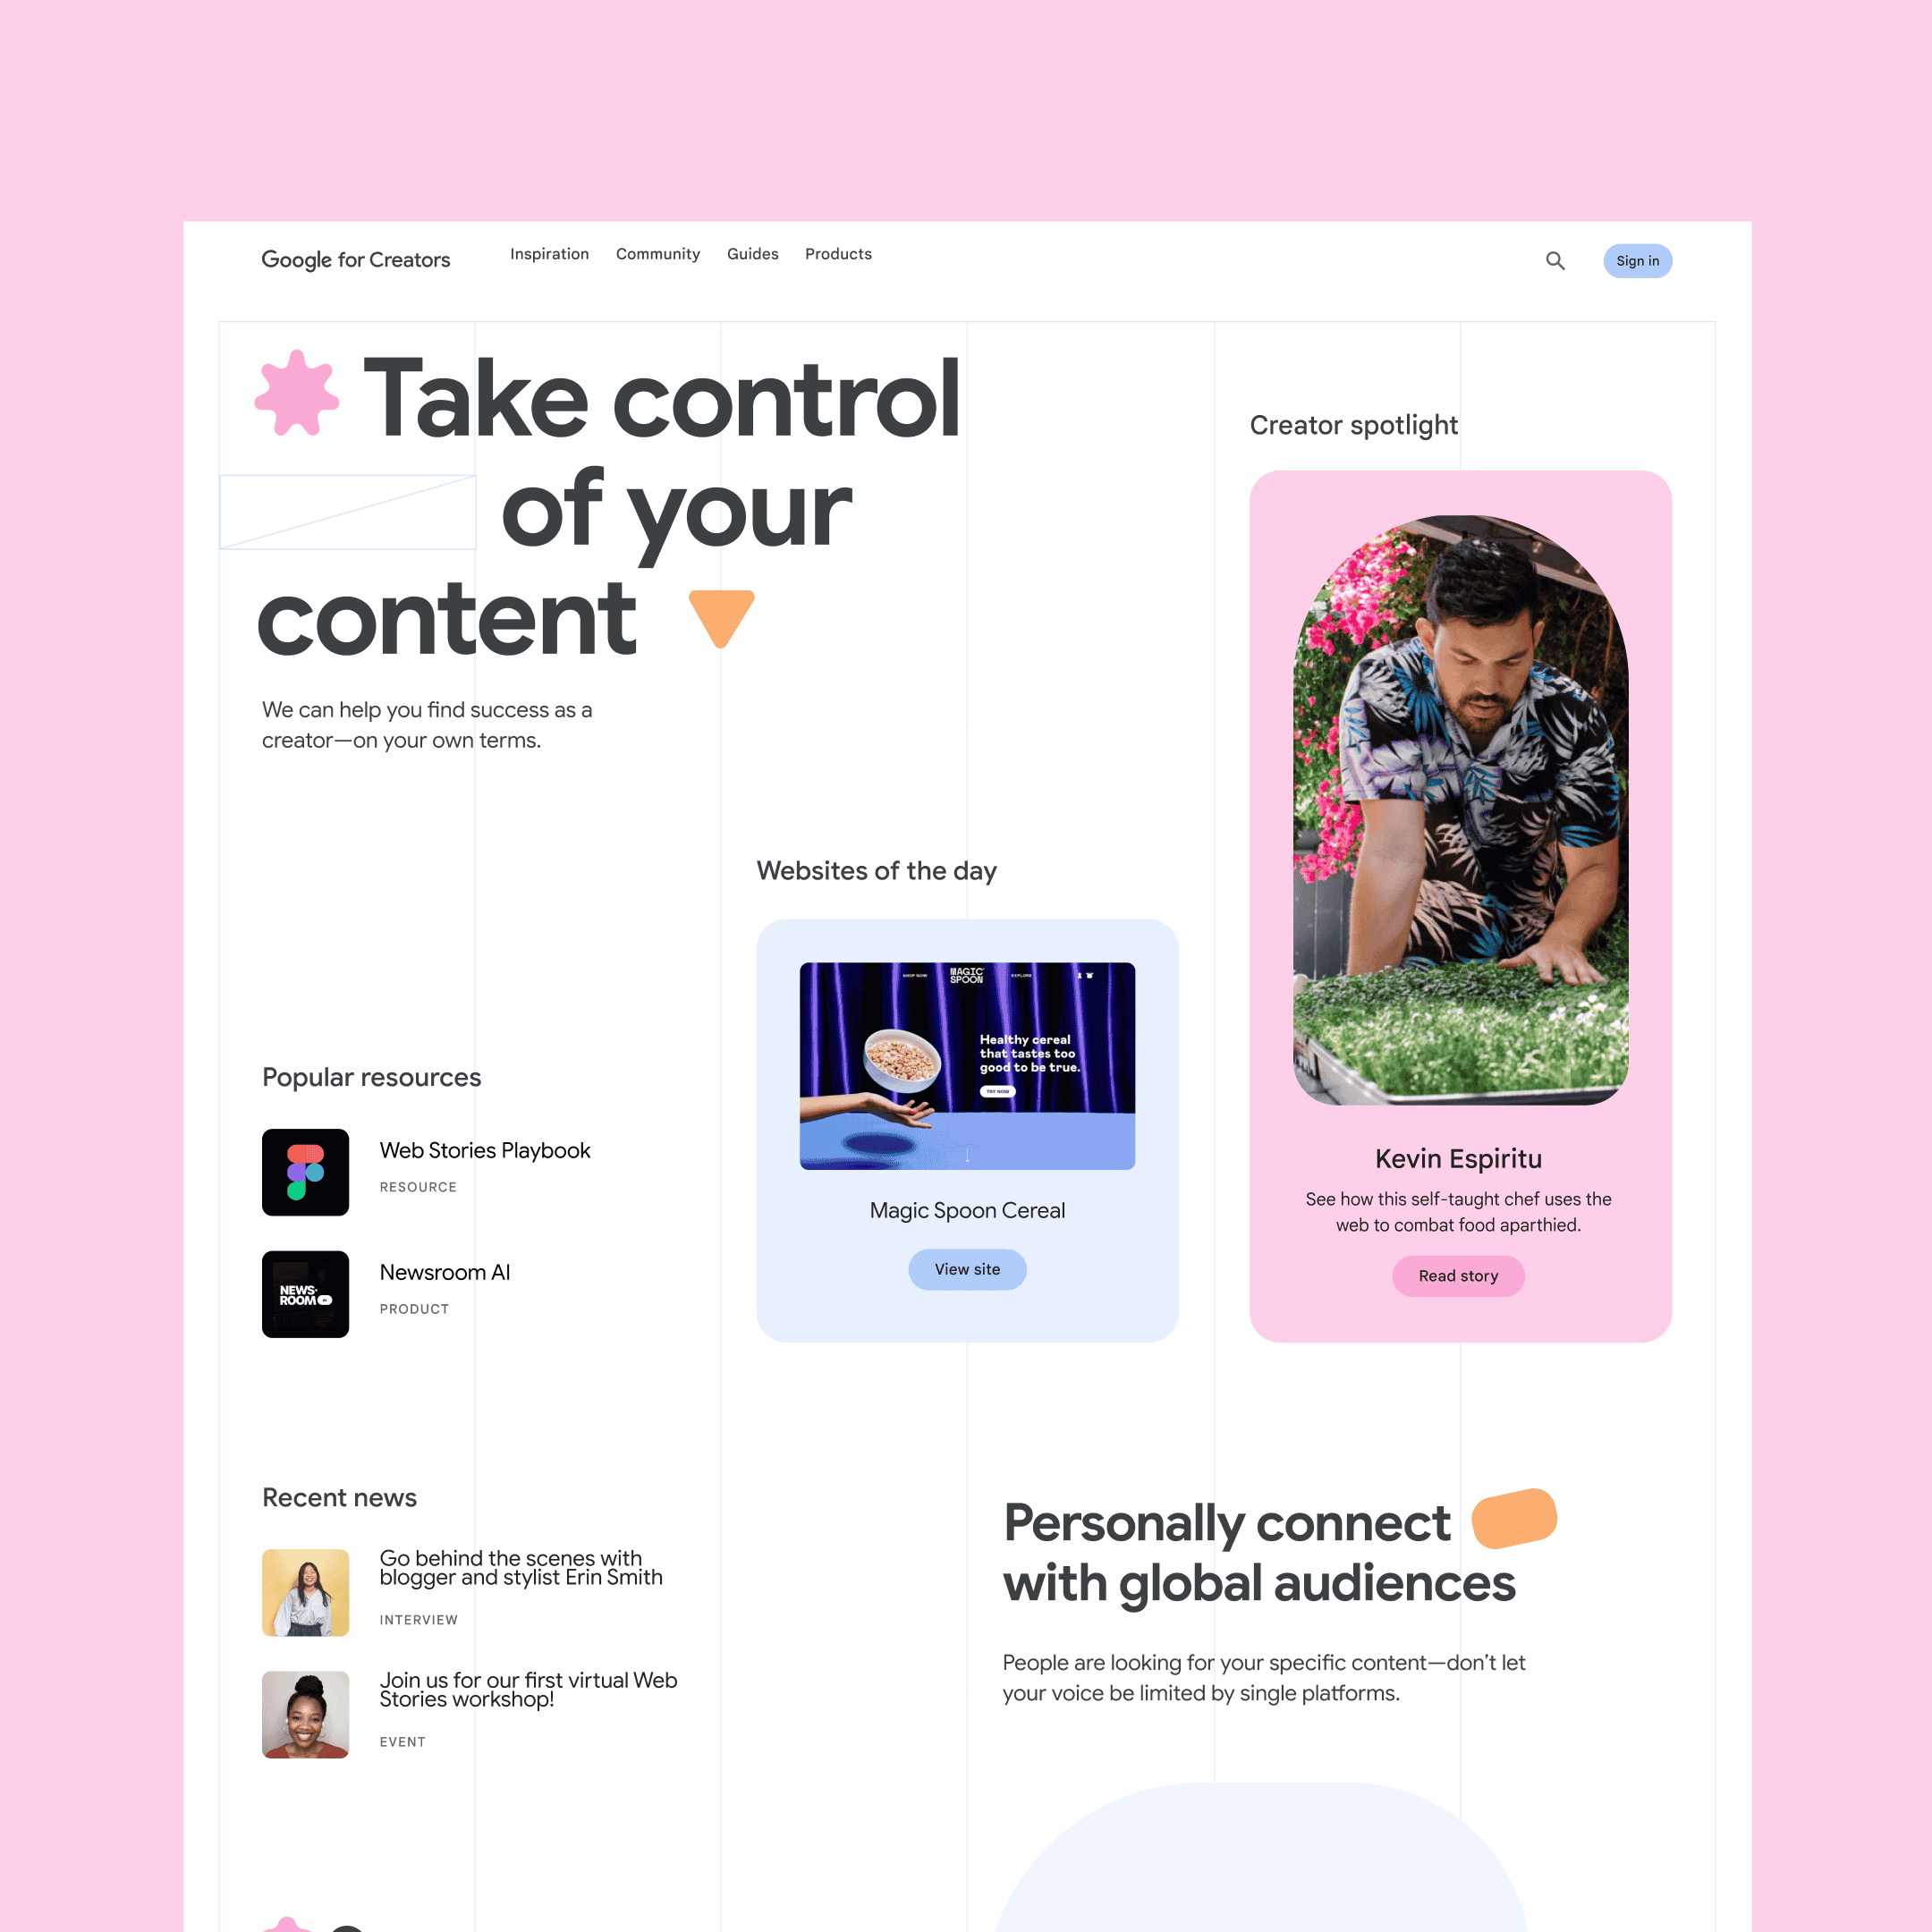 Google for Creators
Inspiration
Community
Guides
Products
Sign in
Take control
of your
content
We can help you find success as a
creator—on your own terms.
Creator spotlight
Kevin Espiritu
See how this self-taught chef uses the
web to combat food aparthied.
Read story
Websites of the day
SHOP NOW
MAGIC
SPOON
EXPLORE
Healthy cereal
that tastes too
good to be true.
TRY NOW
Magic Spoon Cereal
View site
Popular resources
Web Stories Playbook
RESOURCE
NEWS-
ROOM
Newsroom AI
PRODUCT
Recent news
Go behind the scenes with
blogger and stylist Erin Smith
INTERVIEW
Join us for our first virtual Web
Stories workshop!
EVENT
Personally connect
with global audiences
People are looking for your specific content—don’t let
your voice be limited by single platforms.